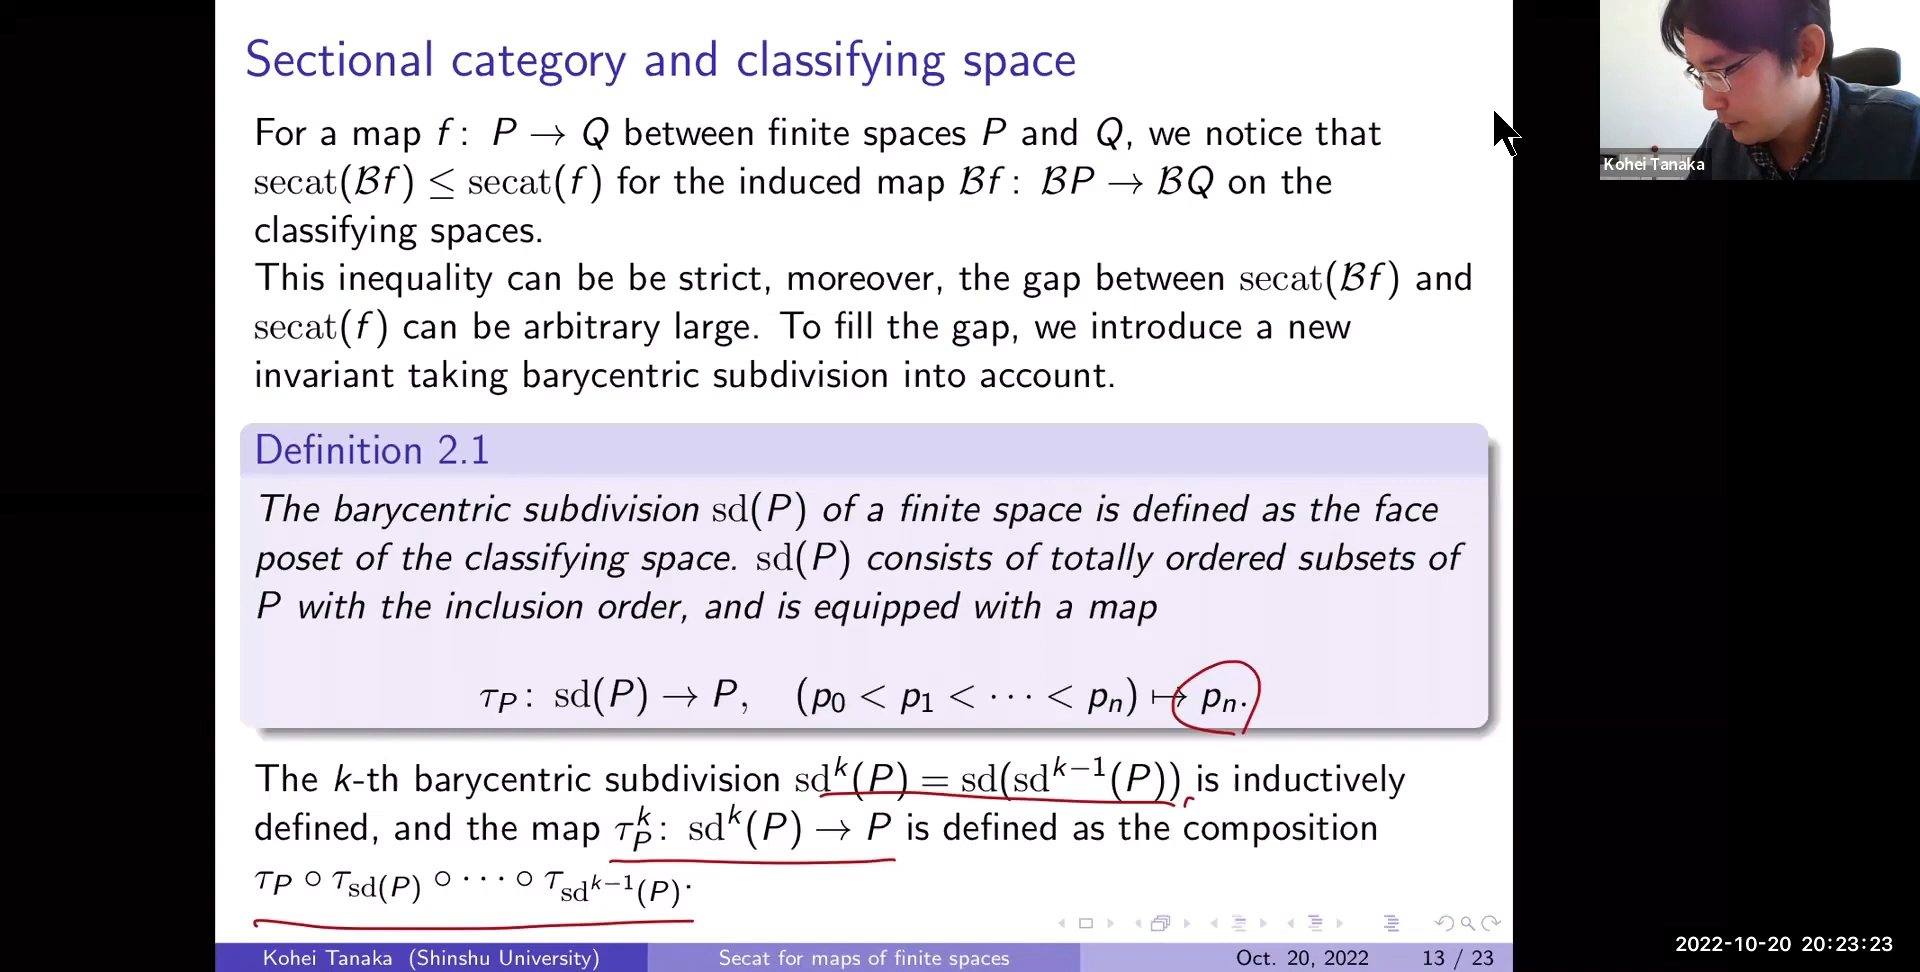 Sectional category and classifying space
For a map f : P → Q between finite spaces P and Q, we notice that
secat(ℬf) ≤ secat(f) for the induced map ℬf : ℬP → ℬQ on the
classifying spaces.
This inequality can be be strict, moreover, the gap between secat(ℬf) and
secat(f) can be arbitrary large. To fill the gap, we introduce a new
invariant taking barycentric subdivision into account.
Definition 2.1
The barycentric subdivision sd(P) of a finite space is defined as the face
poset of the classifying space. sd(P) consists of totally ordered subsets of
P with the inclusion order, and is equipped with a map
τ_P : sd(P) → P, (p_0 < p_1 < ⋯ < p_n) ↦ p_n.
The k-th barycentric subdivision sd^k(P) = sd(sd^{k−1}(P)) is inductively
defined, and the map τ_P^k : sd^k(P) → P is defined as the composition
τ_P ∘ τ_{sd(P)} ∘ ⋯ ∘ τ_{sd^{k−1}(P)}.
Kohei Tanaka (Shinshu University) Secat for maps of finite spaces Oct. 20, 2022 13 / 23
Kohei Tanaka
2022-10-20 20:23:23